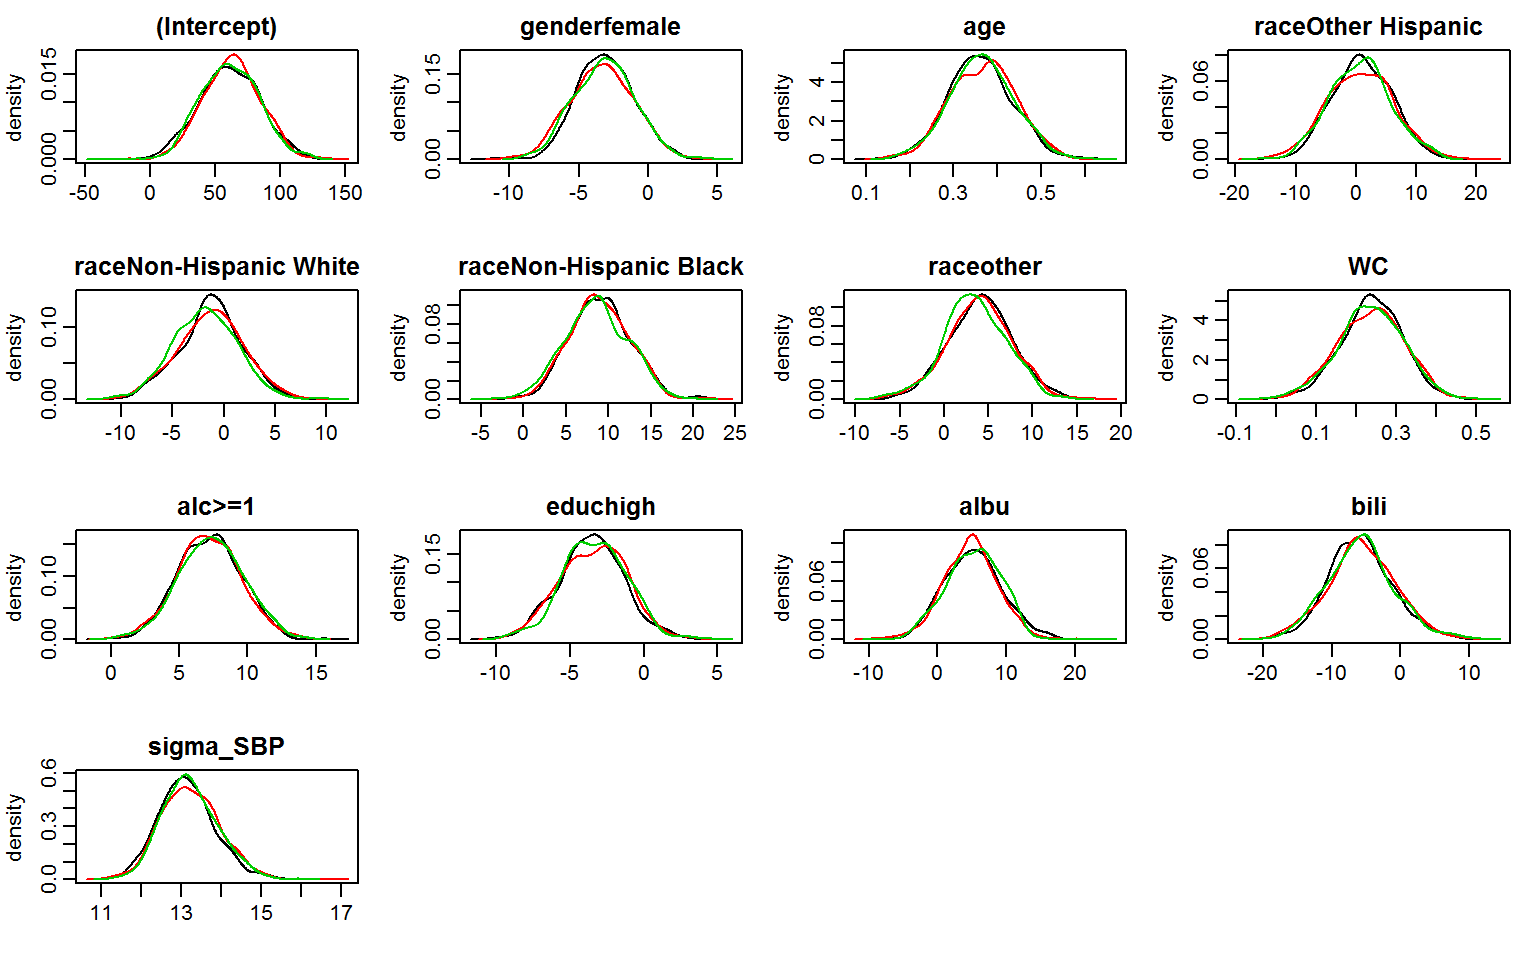 (Intercept)
density
0.000 0.015
-50 0 50 100 150
genderfemale
density
0.00 0.15
-10 -5 0 5
age
density
0 2 4
0.1 0.3 0.5
raceOther Hispanic
density
0.00 0.06
-20 -10 0 10 20
raceNon-Hispanic White
density
0.00 0.10
-10 -5 0 5 10
raceNon-Hispanic Black
density
0.00 0.08
-5 0 5 10 15 20 25
raceother
density
0.00 0.08
-10 -5 0 5 10 15 20
WC
density
0 2 4
-0.1 0.1 0.3 0.5
alc>=1
density
0.00 0.10
0 5 10 15
educhigh
density
0.00 0.15
-10 -5 0 5
albu
density
0.00 0.06
-10 0 10 20
bili
density
0.00 0.06
-20 -10 0 10
sigma_SBP
density
0.0 0.3 0.6
11 13 15 17